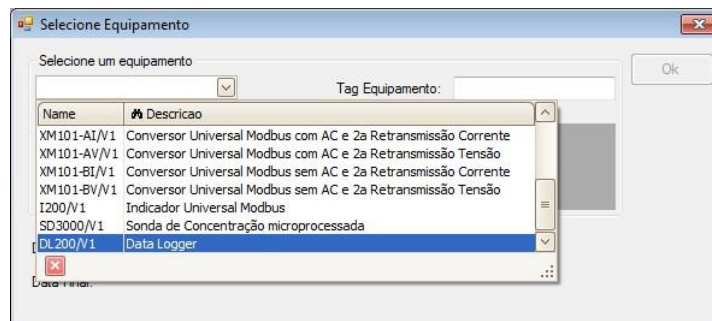 Selecione Equipamento
Selecione um equipamento
Ok
Tag Equipamento:
Name Descricao
XM101-AI/V1 Conversor Universal Modbus com AC e 2a Retransmissão Corrente
XM101-AV/V1 Conversor Universal Modbus com AC e 2a Retransmissão Tensão
XM101-BI/V1 Conversor Universal Modbus sem AC e 2a Retransmissão Corrente
XM101-BV/V1 Conversor Universal Modbus sem AC e 2a Retransmissão Tensão
I200/V1 Indicador Universal Modbus
SD3000/V1 Sonda de Concentração microprocessada
DL200/V1 Data Logger
Data Final: